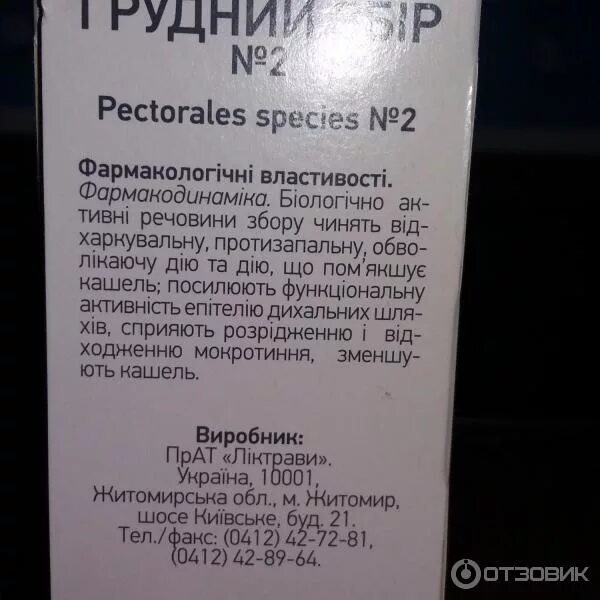 ГРУДНИЙ ЗБІР
№2
Pectorales species №2
Фармакологічні властивості.
Фармакодинаміка. Біологічно ак-
тивні речовини збору чинять від-
харкувальну, протизапальну, обво-
лікаючу дію та дію, що пом'якшує
кашель; посилюють функціональну
активність епітелію дихальних шля-
хів, сприяють розрідженню і від-
ходженню мокротиння, зменшу-
ють кашель.
Виробник:
ПрАТ «Ліктрави».
Україна, 10001,
Житомирська обл., м. Житомир,
шосе Київське, буд. 21.
Тел./факс: (0412) 42-72-81,
(0412) 42-89-64.
ОТЗОВИК